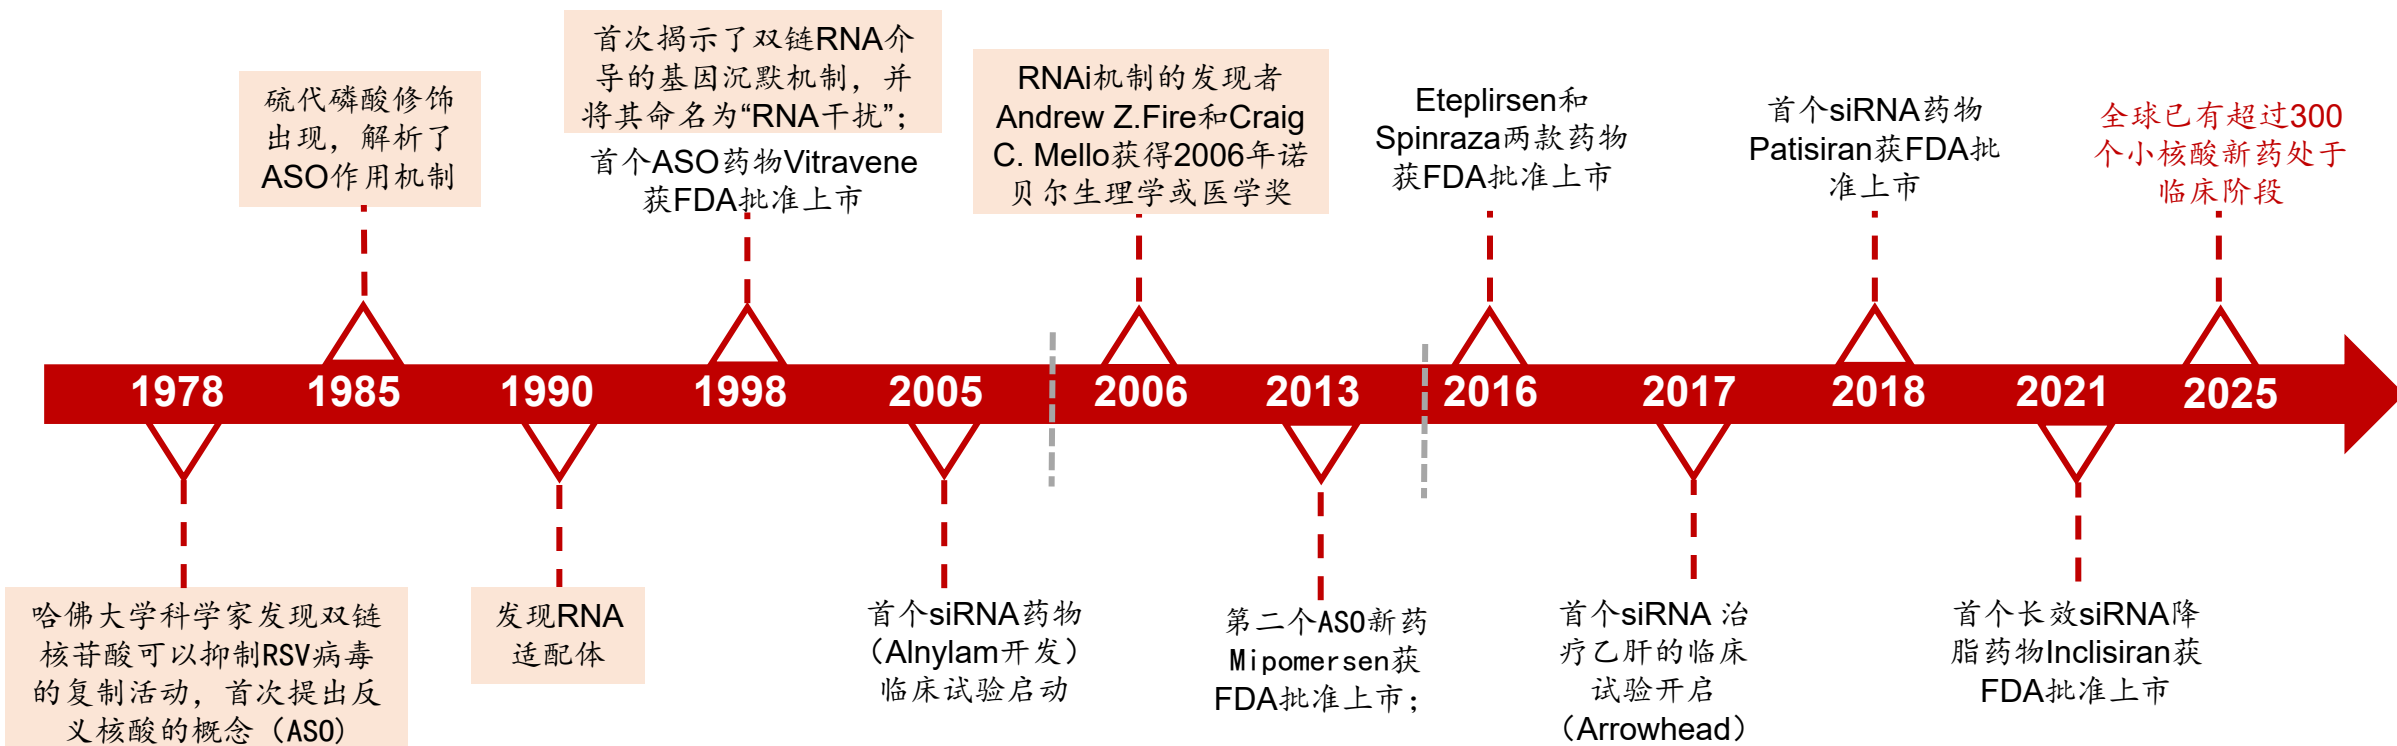 硫代磷酸修饰
出现，解析了
ASO作用机制
首次揭示了双链RNA介
导的基因沉默机制，并
将其命名为“RNA干扰”；
首个ASO药物Vitravene
获FDA批准上市
RNAi机制的发现者
Andrew Z.Fire和Craig
C. Mello获得2006年诺
贝尔生理学或医学奖
Eteplirsen和
Spinraza两款药物
获FDA批准上市
首个siRNA药物
Patisiran获FDA批
准上市
全球已有超过300
个小核酸新药处于
临床阶段
1978 1985 1990 1998 2005 2006 2013 2016 2017 2018 2021 2025
哈佛大学科学家发现双链
核苷酸可以抑制RSV病毒
的复制活动，首次提出反
义核酸的概念（ASO）
发现RNA
适配体
首个siRNA药物
（Alnylam开发）
临床试验启动
第二个ASO新药
Mipomersen获
FDA批准上市；
首个siRNA 治
疗乙肝的临床
试验开启
（Arrowhead）
首个长效siRNA降
脂药物Inclisiran获
FDA批准上市